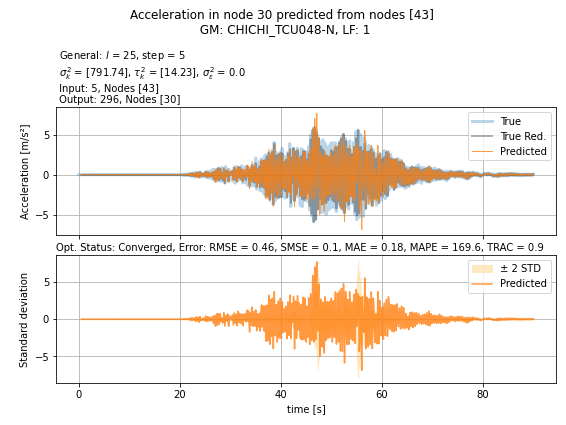 Acceleration in node 30 predicted from nodes [43]
GM: CHICHI_TCU048-N, LF: 1
General: l = 25, step = 5
σ²ₖ = [791.74], τ²ₖ = [14.23], σ²ε = 0.0
Input: 5, Nodes [43]
Output: 296, Nodes [30]
Acceleration [m/s²]
5
0
−5
True
True Red.
Predicted
Opt. Status: Converged, Error: RMSE = 0.46, SMSE = 0.1, MAE = 0.18, MAPE = 169.6, TRAC = 0.9
Standard deviation
5
0
−5
± 2 STD
Predicted
0 20 40 60 80
time [s]